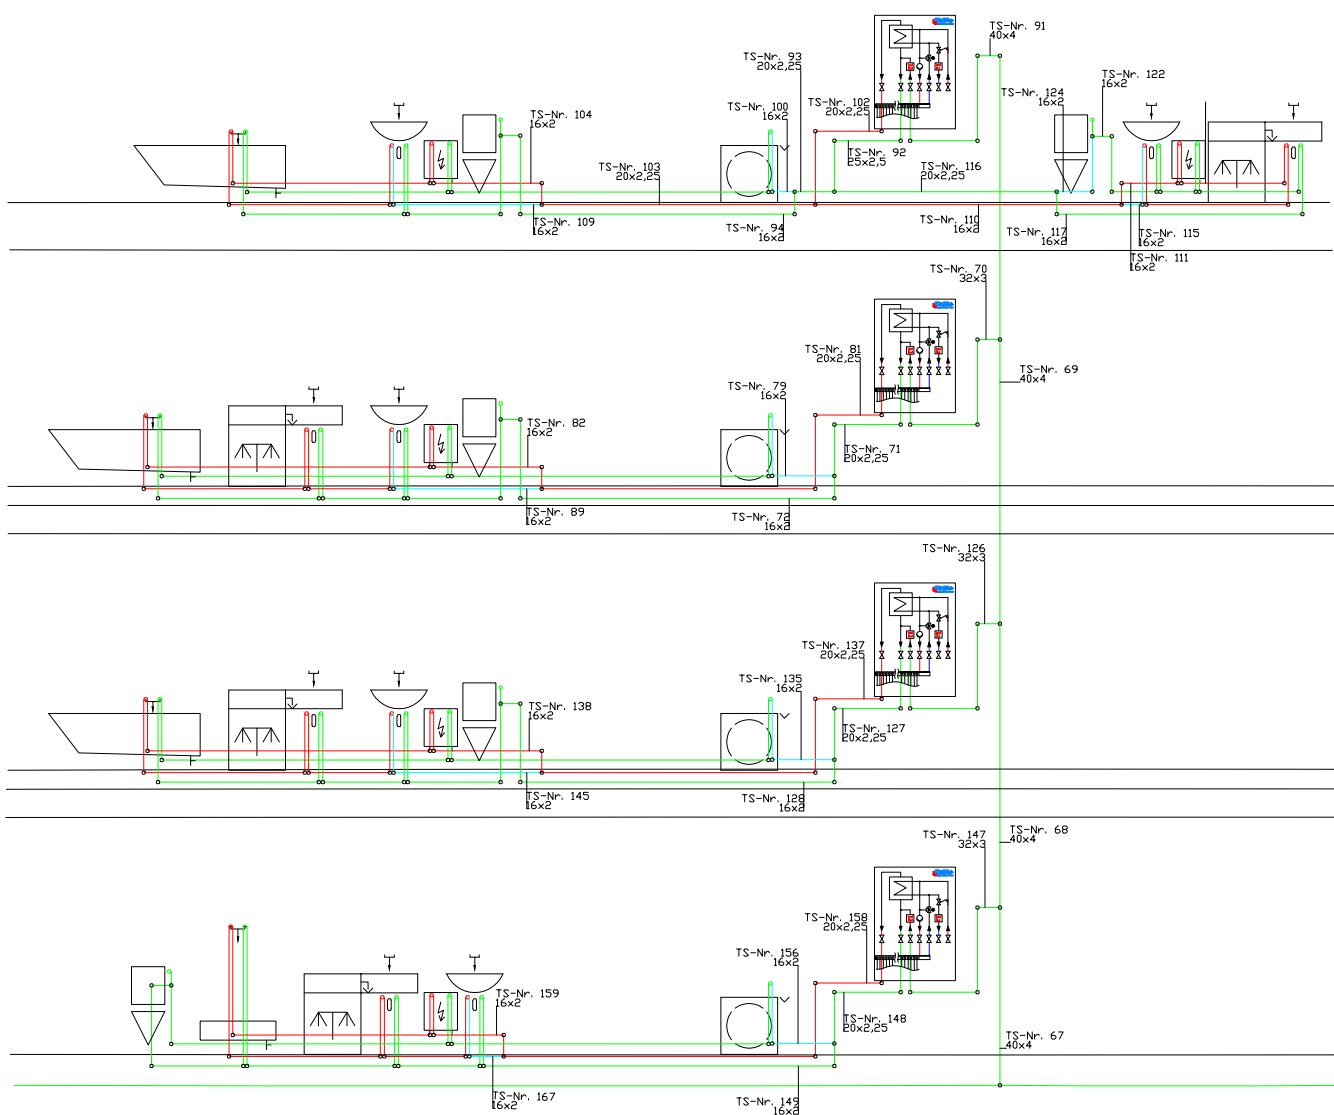 TS-Nr. 91
40x4
TS-Nr. 93
20x2,25
TS-Nr. 122
16x2
TS-Nr. 124
16x2
TS-Nr. 104
16x2
TS-Nr. 100
16x2
TS-Nr. 102
20x2,25
TS-Nr. 92
25x2,5
TS-Nr. 103
20x2,25
TS-Nr. 116
20x2,25
TS-Nr. 109
16x2
TS-Nr. 94
16x2
TS-Nr. 110
16x2
TS-Nr. 117
16x2
TS-Nr. 115
16x2
TS-Nr. 111
16x2
TS-Nr. 70
32x3
TS-Nr. 81
20x2,25
TS-Nr. 69
40x4
TS-Nr. 79
16x2
TS-Nr. 82
16x2
TS-Nr. 71
20x2,25
TS-Nr. 89
16x2
TS-Nr. 72
16x2
TS-Nr. 126
32x3
TS-Nr. 137
20x2,25
TS-Nr. 135
16x2
TS-Nr. 138
16x2
TS-Nr. 127
20x2,25
TS-Nr. 145
16x2
TS-Nr. 128
16x2
TS-Nr. 147
32x3
TS-Nr. 68
40x4
TS-Nr. 158
20x2,25
TS-Nr. 156
16x2
TS-Nr. 159
16x2
TS-Nr. 148
20x2,25
TS-Nr. 67
40x4
TS-Nr. 167
16x2
TS-Nr. 149
16x2